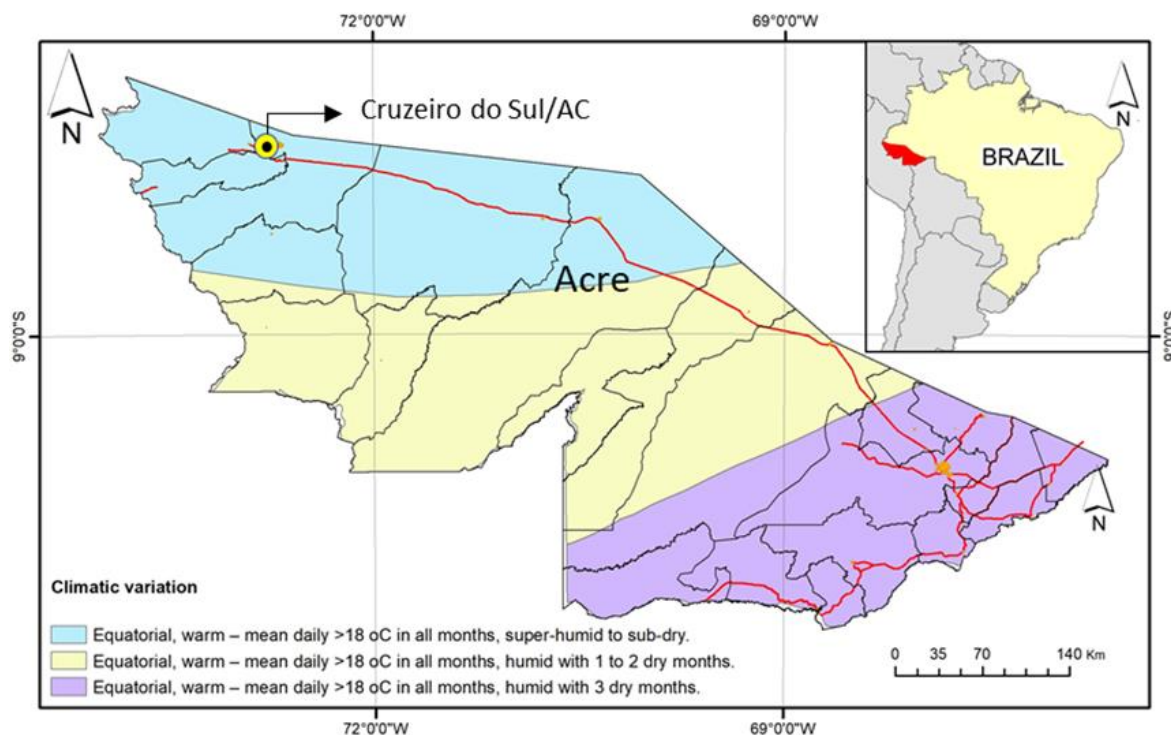 72°0'0"W
69°0'0"W
N
Cruzeiro do Sul/AC
N
BRAZIL
Acre
9°0'0"S
9°0'0"S
N
Climatic variation
Equatorial, warm – mean daily >18 oC in all months, super-humid to sub-dry.
Equatorial, warm – mean daily >18 oC in all months, humid with 1 to 2 dry months.
Equatorial, warm – mean daily >18 oC in all months, humid with 3 dry months.
0 35 70 140 Km
72°0'0"W
69°0'0"W